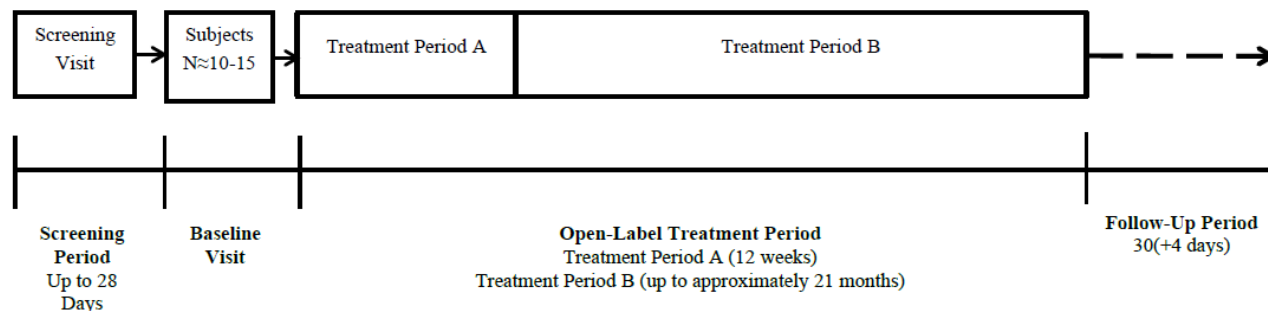 Screening
Visit
Subjects
N≈10-15
Treatment Period A
Treatment Period B
Screening
Period
Up to 28
Days
Baseline
Visit
Open-Label Treatment Period
Treatment Period A (12 weeks)
Treatment Period B (up to approximately 21 months)
Follow-Up Period
30(+4 days)